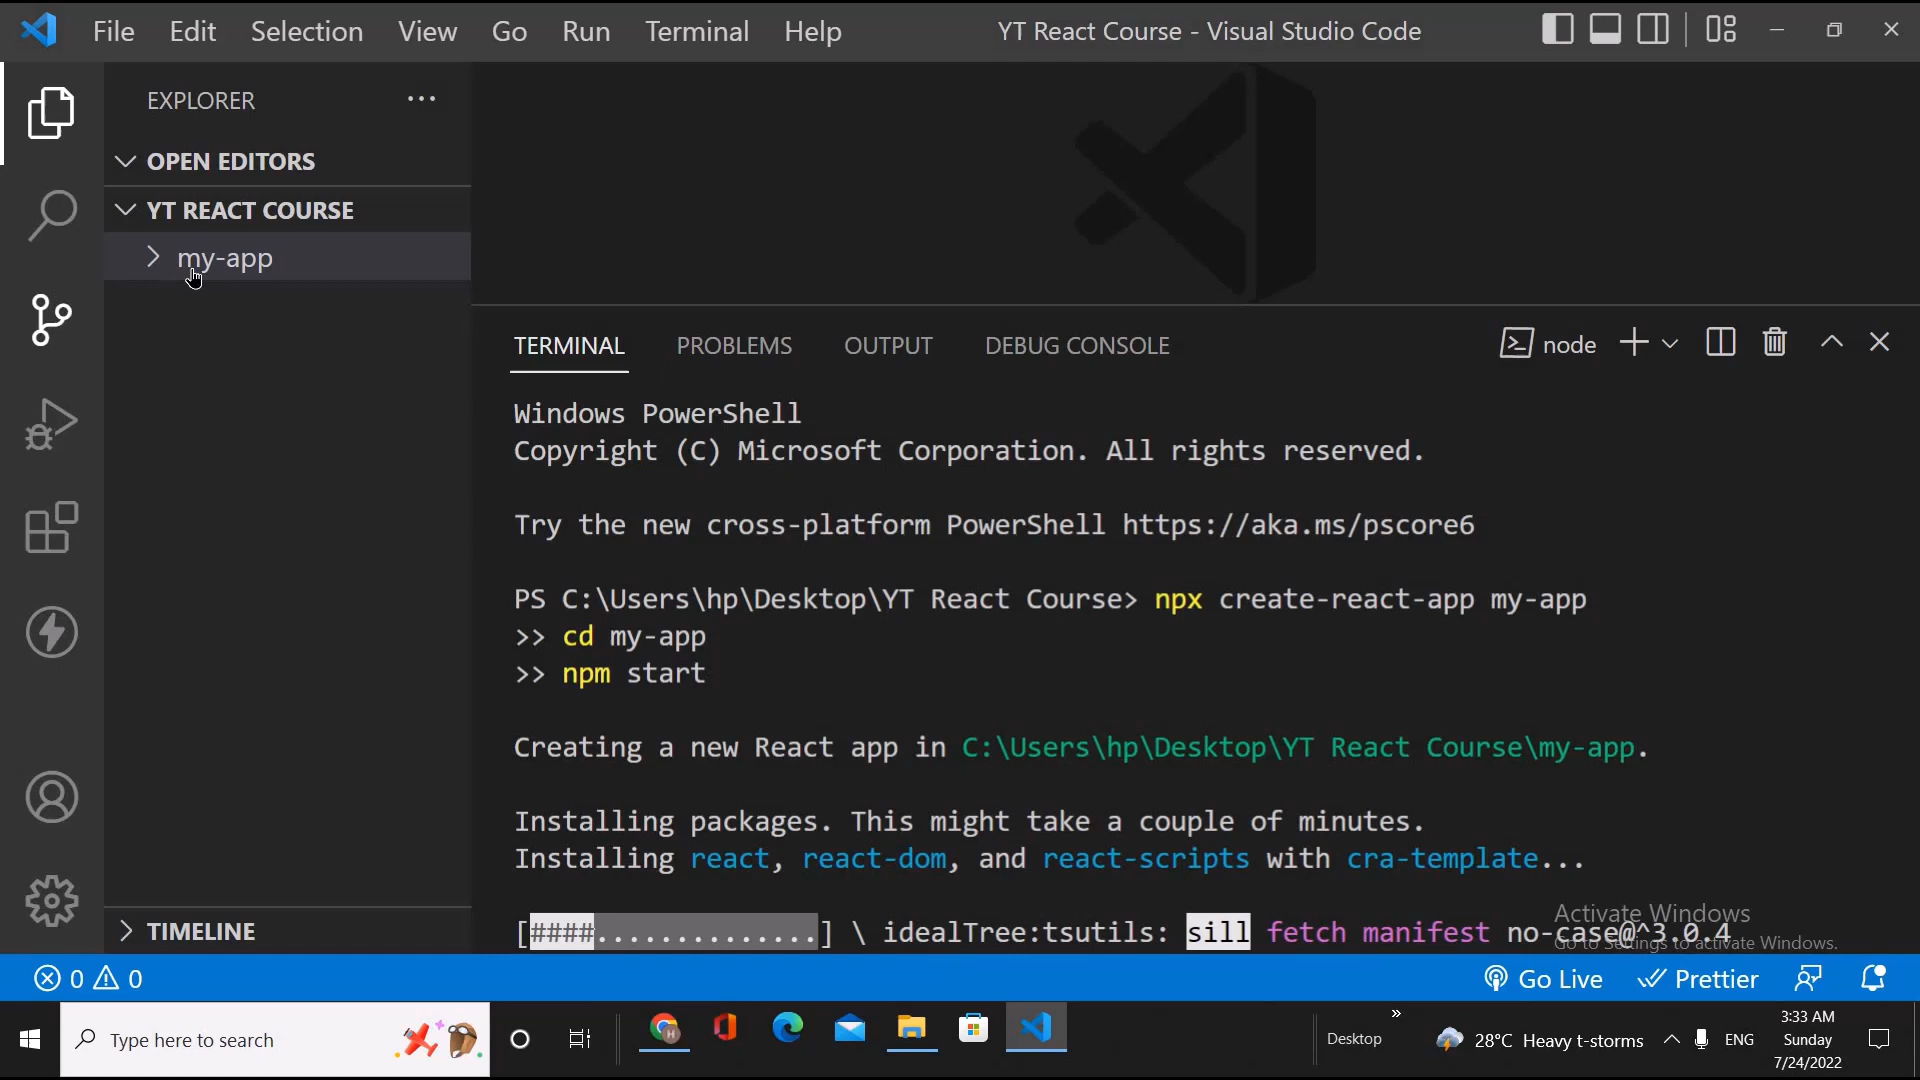 File Edit Selection View Go Run Terminal Help YT React Course - Visual Studio Code
EXPLORER
OPEN EDITORS
YT REACT COURSE
my-app
TERMINAL PROBLEMS OUTPUT DEBUG CONSOLE node
Windows PowerShell
Copyright (C) Microsoft Corporation. All rights reserved.
Try the new cross-platform PowerShell https://aka.ms/pscore6
PS C:\Users\hp\Desktop\YT React Course> npx create-react-app my-app
>> cd my-app
>> npm start
Creating a new React app in C:\Users\hp\Desktop\YT React Course\my-app.
Installing packages. This might take a couple of minutes.
Installing react, react-dom, and react-scripts with cra-template...
[####..............] \ idealTree:tsutils: sill fetch manifest no-case@^3.0.4
Activate Windows
Go to Settings to activate Windows.
TIMELINE
0 0 Go Live Prettier
Type here to search
Desktop
28°C Heavy t-storms
ENG
3:33 AM
Sunday
7/24/2022